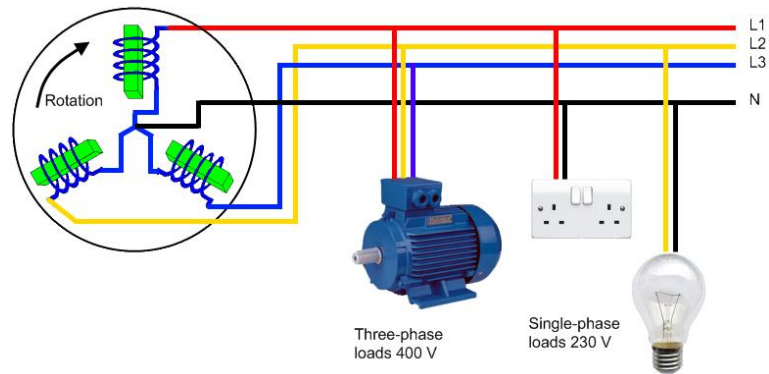 L1
L2
L3
N
Rotation
Three-phase
loads 400 V
Single-phase
loads 230 V